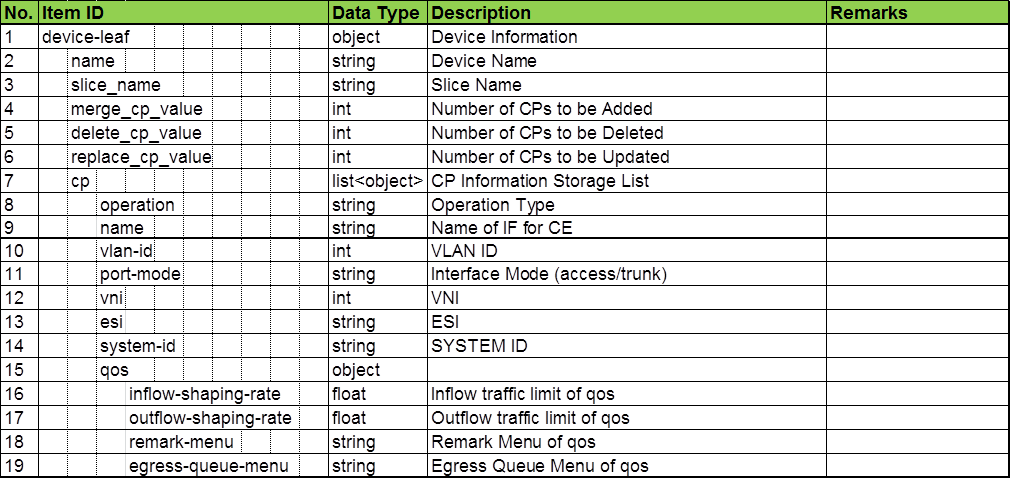 No. Item ID Data Type Description Remarks
1 device-leaf object Device Information
2 name string Device Name
3 slice_name string Slice Name
4 merge_cp_value int Number of CPs to be Added
5 delete_cp_value int Number of CPs to be Deleted
6 replace_cp_value int Number of CPs to be Updated
7 cp list<object> CP Information Storage List
8 operation string Operation Type
9 name string Name of IF for CE
10 vlan-id int VLAN ID
11 port-mode string Interface Mode (access/trunk)
12 vni int VNI
13 esi string ESI
14 system-id string SYSTEM ID
15 qos object
16 inflow-shaping-rate float Inflow traffic limit of qos
17 outflow-shaping-rate float Outflow traffic limit of qos
18 remark-menu string Remark Menu of qos
19 egress-queue-menu string Egress Queue Menu of qos